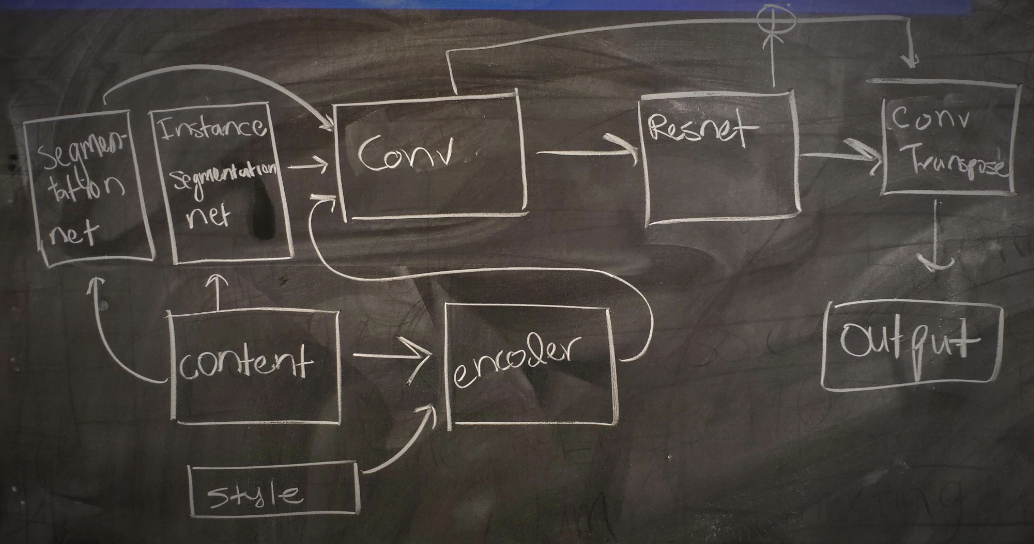 Segmen-
tation
net
Instance
Segmentation
net
Conv
Resnet
Conv
Transpose
content
encoder
output
style